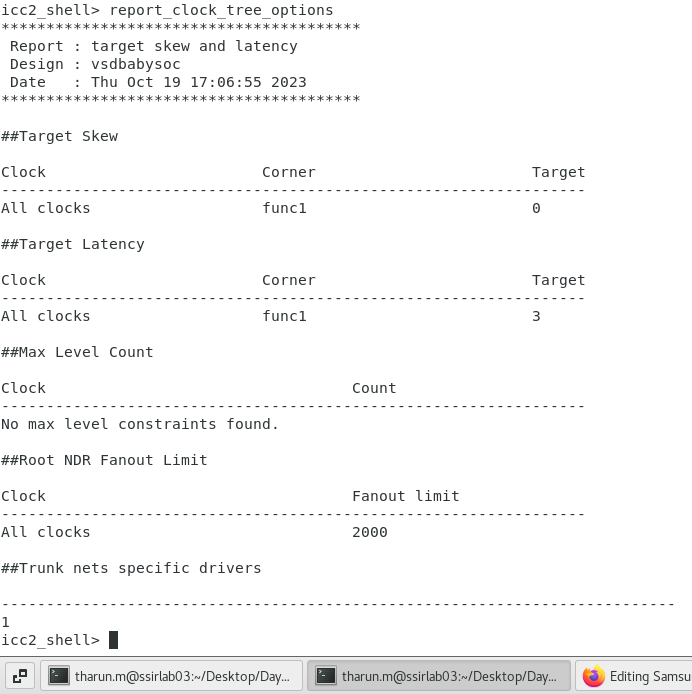 icc2_shell> report_clock_tree_options
****************************************
Report : target skew and latency
Design : vsdbabysoc
Date   : Thu Oct 19 17:06:55 2023
****************************************
##Target Skew
Clock                        Corner                        Target
-----------------------------------------------------------------
All clocks                   func1                         0
##Target Latency
Clock                        Corner                        Target
-----------------------------------------------------------------
All clocks                   func1                         3
##Max Level Count
Clock                                  Count
-----------------------------------------------------------------
No max level constraints found.
##Root NDR Fanout Limit
Clock                                  Fanout limit
-----------------------------------------------------------------
All clocks                             2000
##Trunk nets specific drivers
---------------------------------------------------------------------------
1
icc2_shell>
tharun.m@ssirlab03:~/Desktop/Day... tharun.m@ssirlab03:~/Desktop/Day... Editing Samsu